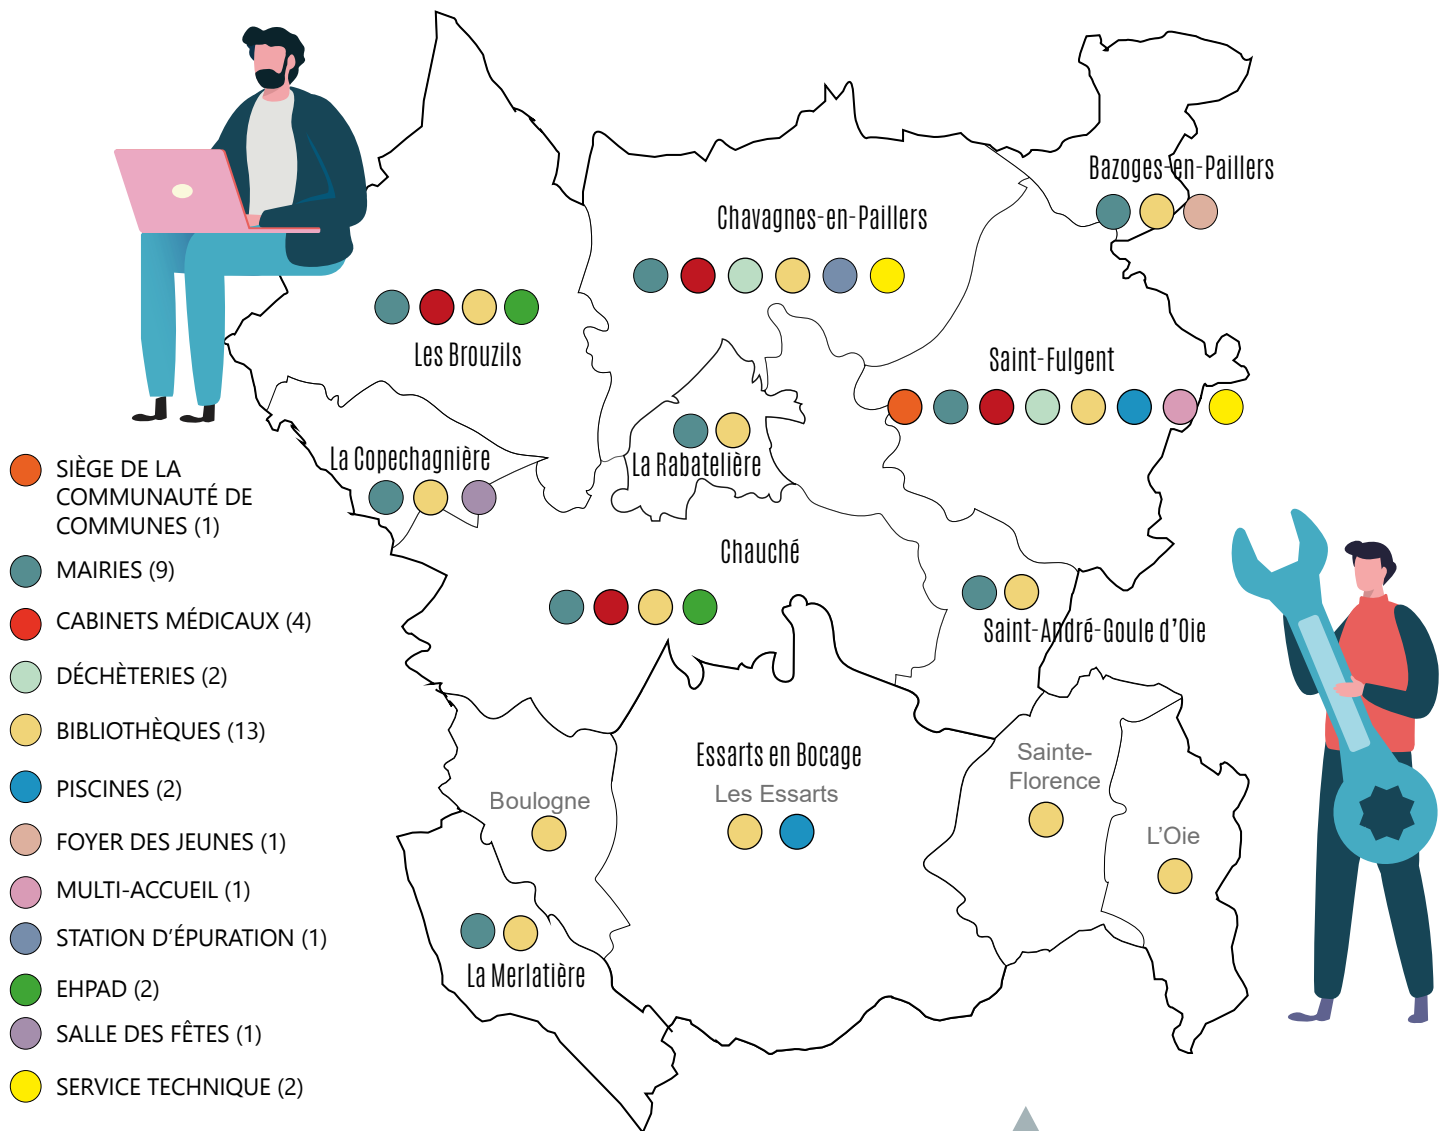 Bazoges-en-Paillers
Chavagnes-en-Paillers
Les Brouzils
Saint-Fulgent
La Copechagnière
La Rabatelière
Chauché
Saint-André-Goule d’Oie
Essarts en Bocage
Les Essarts
Sainte-
Florence
Boulogne
L’Oie
La Merlatière
SIÈGE DE LA
COMMUNAUTÉ DE
COMMUNES (1)
MAIRIES (9)
CABINETS MÉDICAUX (4)
DÉCHÈTERIES (2)
BIBLIOTHÈQUES (13)
PISCINES (2)
FOYER DES JEUNES (1)
MULTI-ACCUEIL (1)
STATION D’ÉPURATION (1)
EHPAD (2)
SALLE DES FÊTES (1)
SERVICE TECHNIQUE (2)